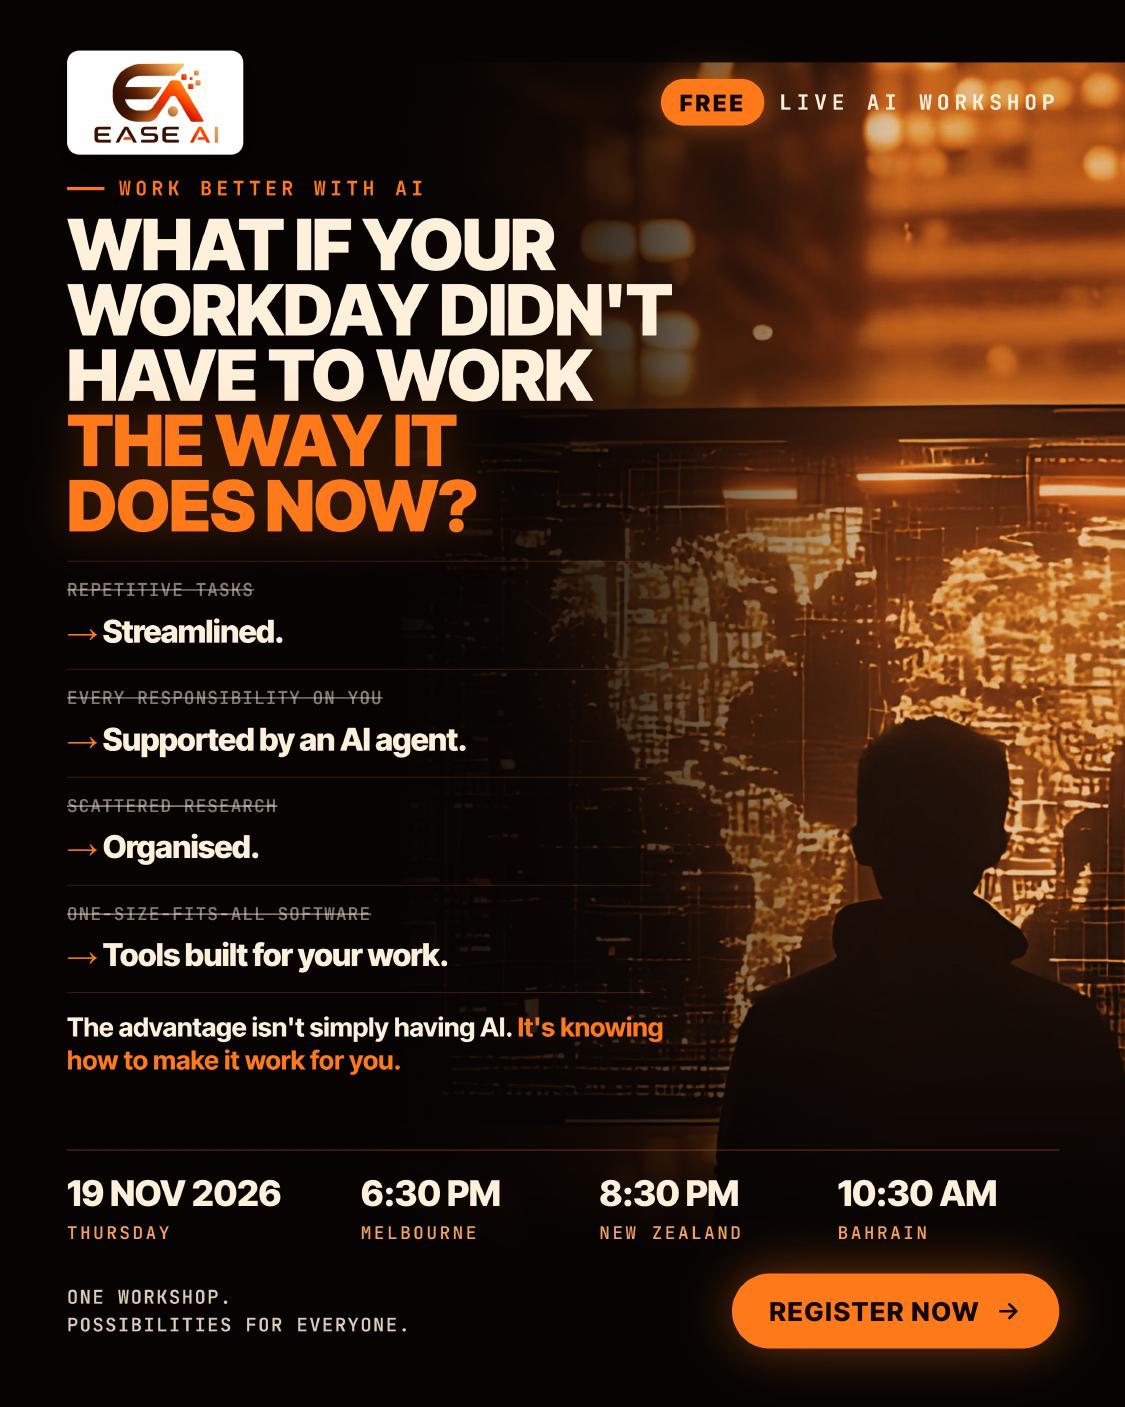 EASE AI
FREE LIVE AI WORKSHOP
WORK BETTER WITH AI
WHAT IF YOUR
WORKDAY DIDN'T
HAVE TO WORK
THE WAY IT
DOES NOW?
REPETITIVE TASKS
→ Streamlined.
EVERY RESPONSIBILITY ON YOU
→ Supported by an AI agent.
SCATTERED RESEARCH
→ Organised.
ONE-SIZE-FITS-ALL SOFTWARE
→ Tools built for your work.
The advantage isn't simply having AI. It's knowing
how to make it work for you.
19 NOV 2026 6:30 PM 8:30 PM 10:30 AM
THURSDAY MELBOURNE NEW ZEALAND BAHRAIN
ONE WORKSHOP.
POSSIBILITIES FOR EVERYONE.
REGISTER NOW →